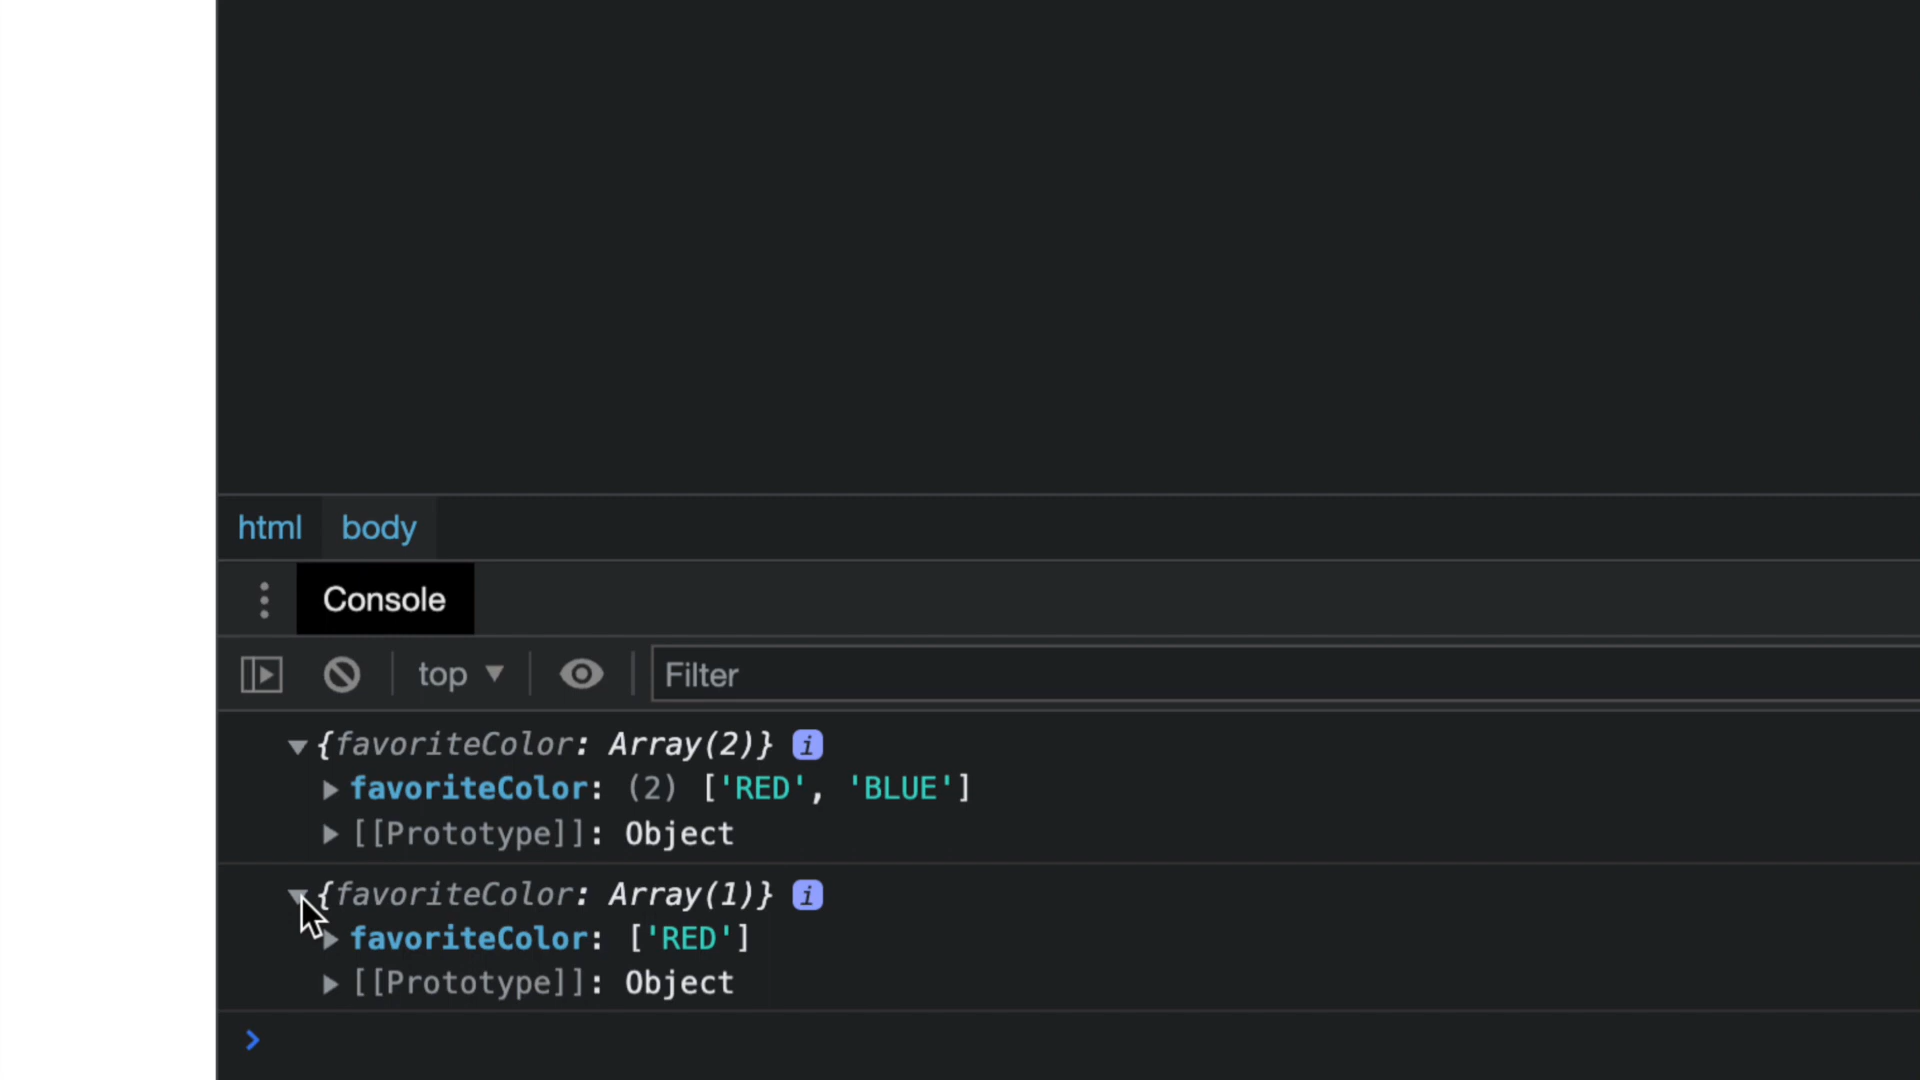 html body
Console
top Filter
{favoriteColor: Array(2)} i
favoriteColor: (2) ['RED', 'BLUE']
[[Prototype]]: Object
{favoriteColor: Array(1)} i
favoriteColor: ['RED']
[[Prototype]]: Object